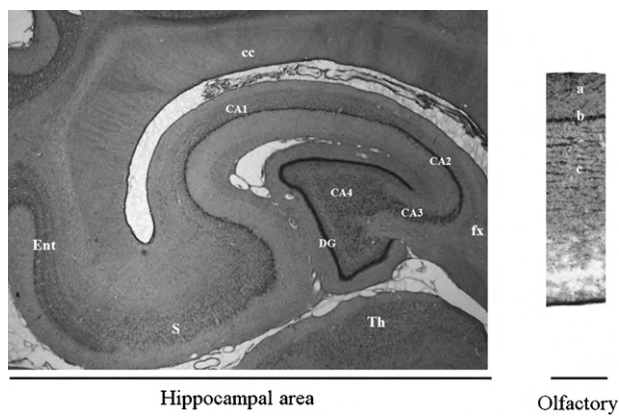 cc
CA1
CA2
CA4
CA3
DG
fx
Ent
S
Th
a
b
c
Hippocampal area
Olfactory